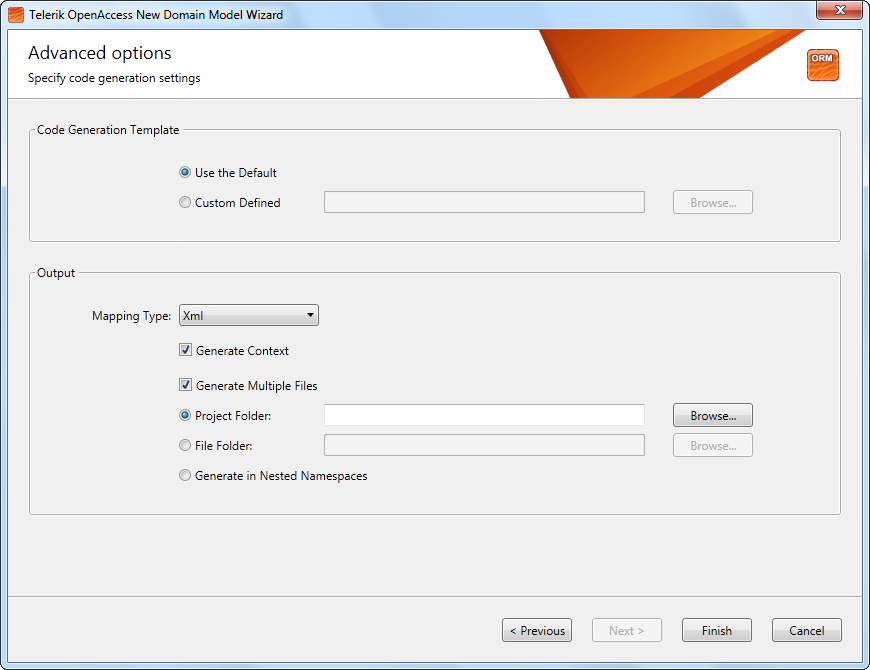 Telerik OpenAccess New Domain Model Wizard
Advanced options
Specify code generation settings
ORM
Code Generation Template
Use the Default
Custom Defined Browse...
Output
Mapping Type: Xml
Generate Context
Generate Multiple Files
Project Folder: Browse...
File Folder: Browse...
Generate in Nested Namespaces
< Previous Next > Finish Cancel